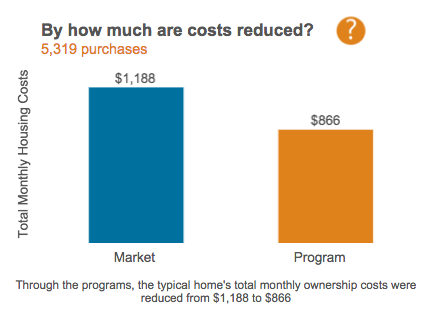 By how much are costs reduced?
?
5,319 purchases
Total Monthly Housing Costs
$1,188
$866
Market
Program
Through the programs, the typical home's total monthly ownership costs were
reduced from $1,188 to $866